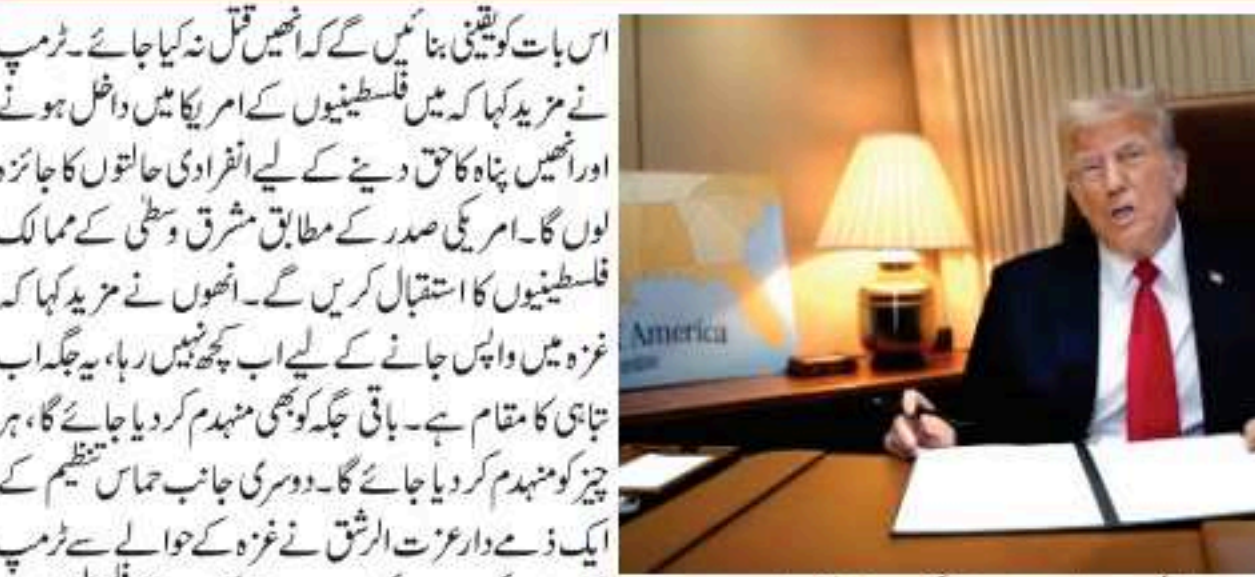 اس بات کو یقینی بنائیں گے کہ انھیں قتل نہ کیا جائے۔ ٹرمپ
نے مزید کہا کہ میں فلسطینیوں کے امریکا میں داخل ہونے
اور انھیں پناہ کا حق دینے کے لیے انفرادی حالتوں کا جائزہ
لوں گا۔ امریکی صدر کے مطابق مشرق وسطٰی کے ممالک
فلسطینیوں کا استقبال کریں گے۔ انھوں نے مزید کہا کہ
غزہ میں واپس جانے کے لیے اب کچھ نہیں رہا، یہ جگہ اب
تباہی کا مقام ہے۔ باقی جگہ کو بھی منہدم کر دیا جائے گا، ہر
چیز کو منہدم کر دیا جائے گا۔ دوسری جانب حماس تنظیم کے
ایک ذمے دار عزت الرشق نے غزہ کے حوالے سے ٹرمپ
America